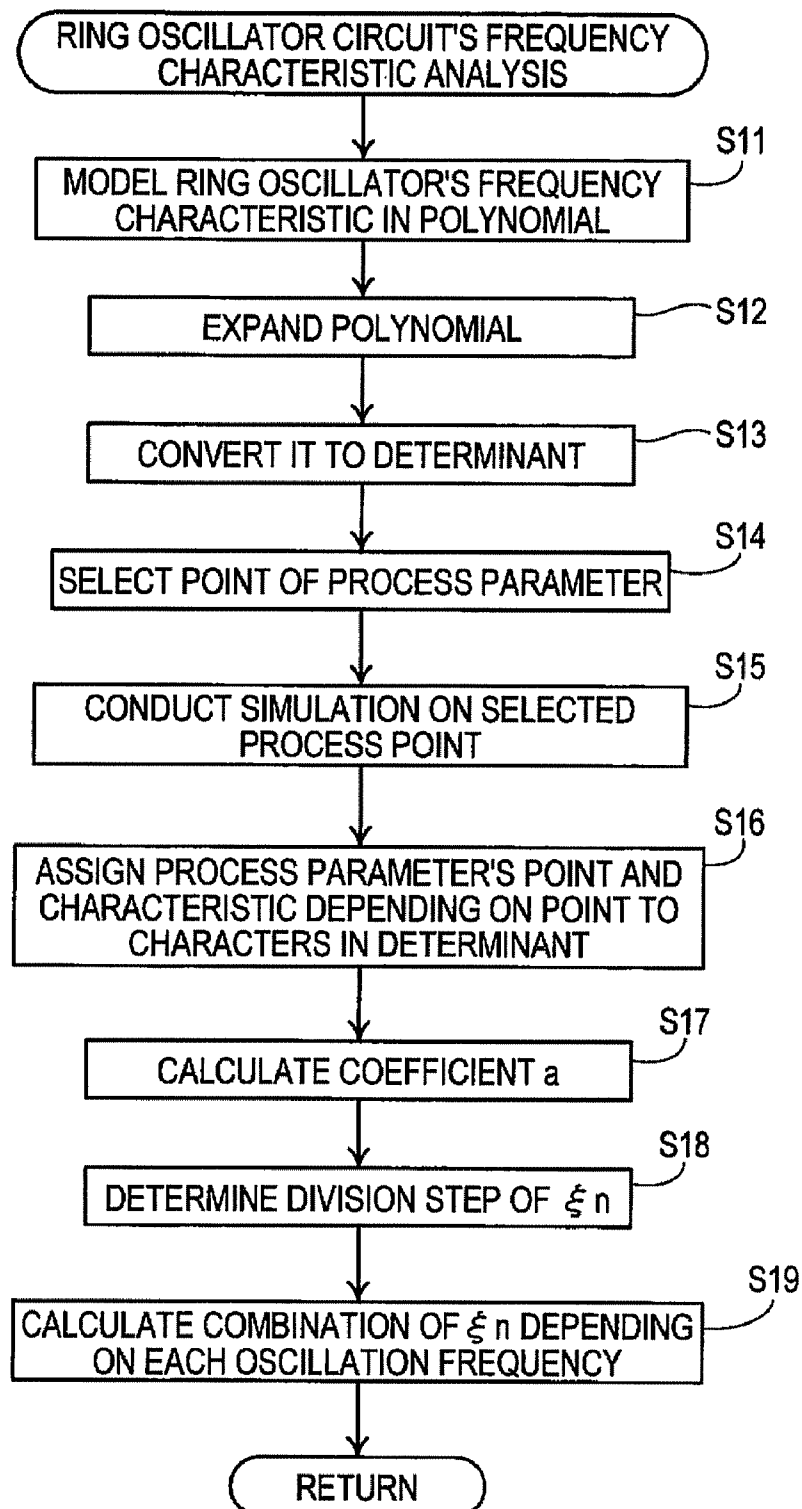 RING OSCILLATOR CIRCUIT'S FREQUENCY
CHARACTERISTIC ANALYSIS
S11
MODEL RING OSCILLATOR'S FREQUENCY
CHARACTERISTIC IN POLYNOMIAL
S12
EXPAND POLYNOMIAL
S13
CONVERT IT TO DETERMINANT
S14
SELECT POINT OF PROCESS PARAMETER
S15
CONDUCT SIMULATION ON SELECTED
PROCESS POINT
S16
ASSIGN PROCESS PARAMETER'S POINT AND
CHARACTERISTIC DEPENDING ON POINT TO
CHARACTERS IN DETERMINANT
S17
CALCULATE COEFFICIENT a
S18
DETERMINE DIVISION STEP OF ξ n
S19
CALCULATE COMBINATION OF ξ n DEPENDING
ON EACH OSCILLATION FREQUENCY
RETURN